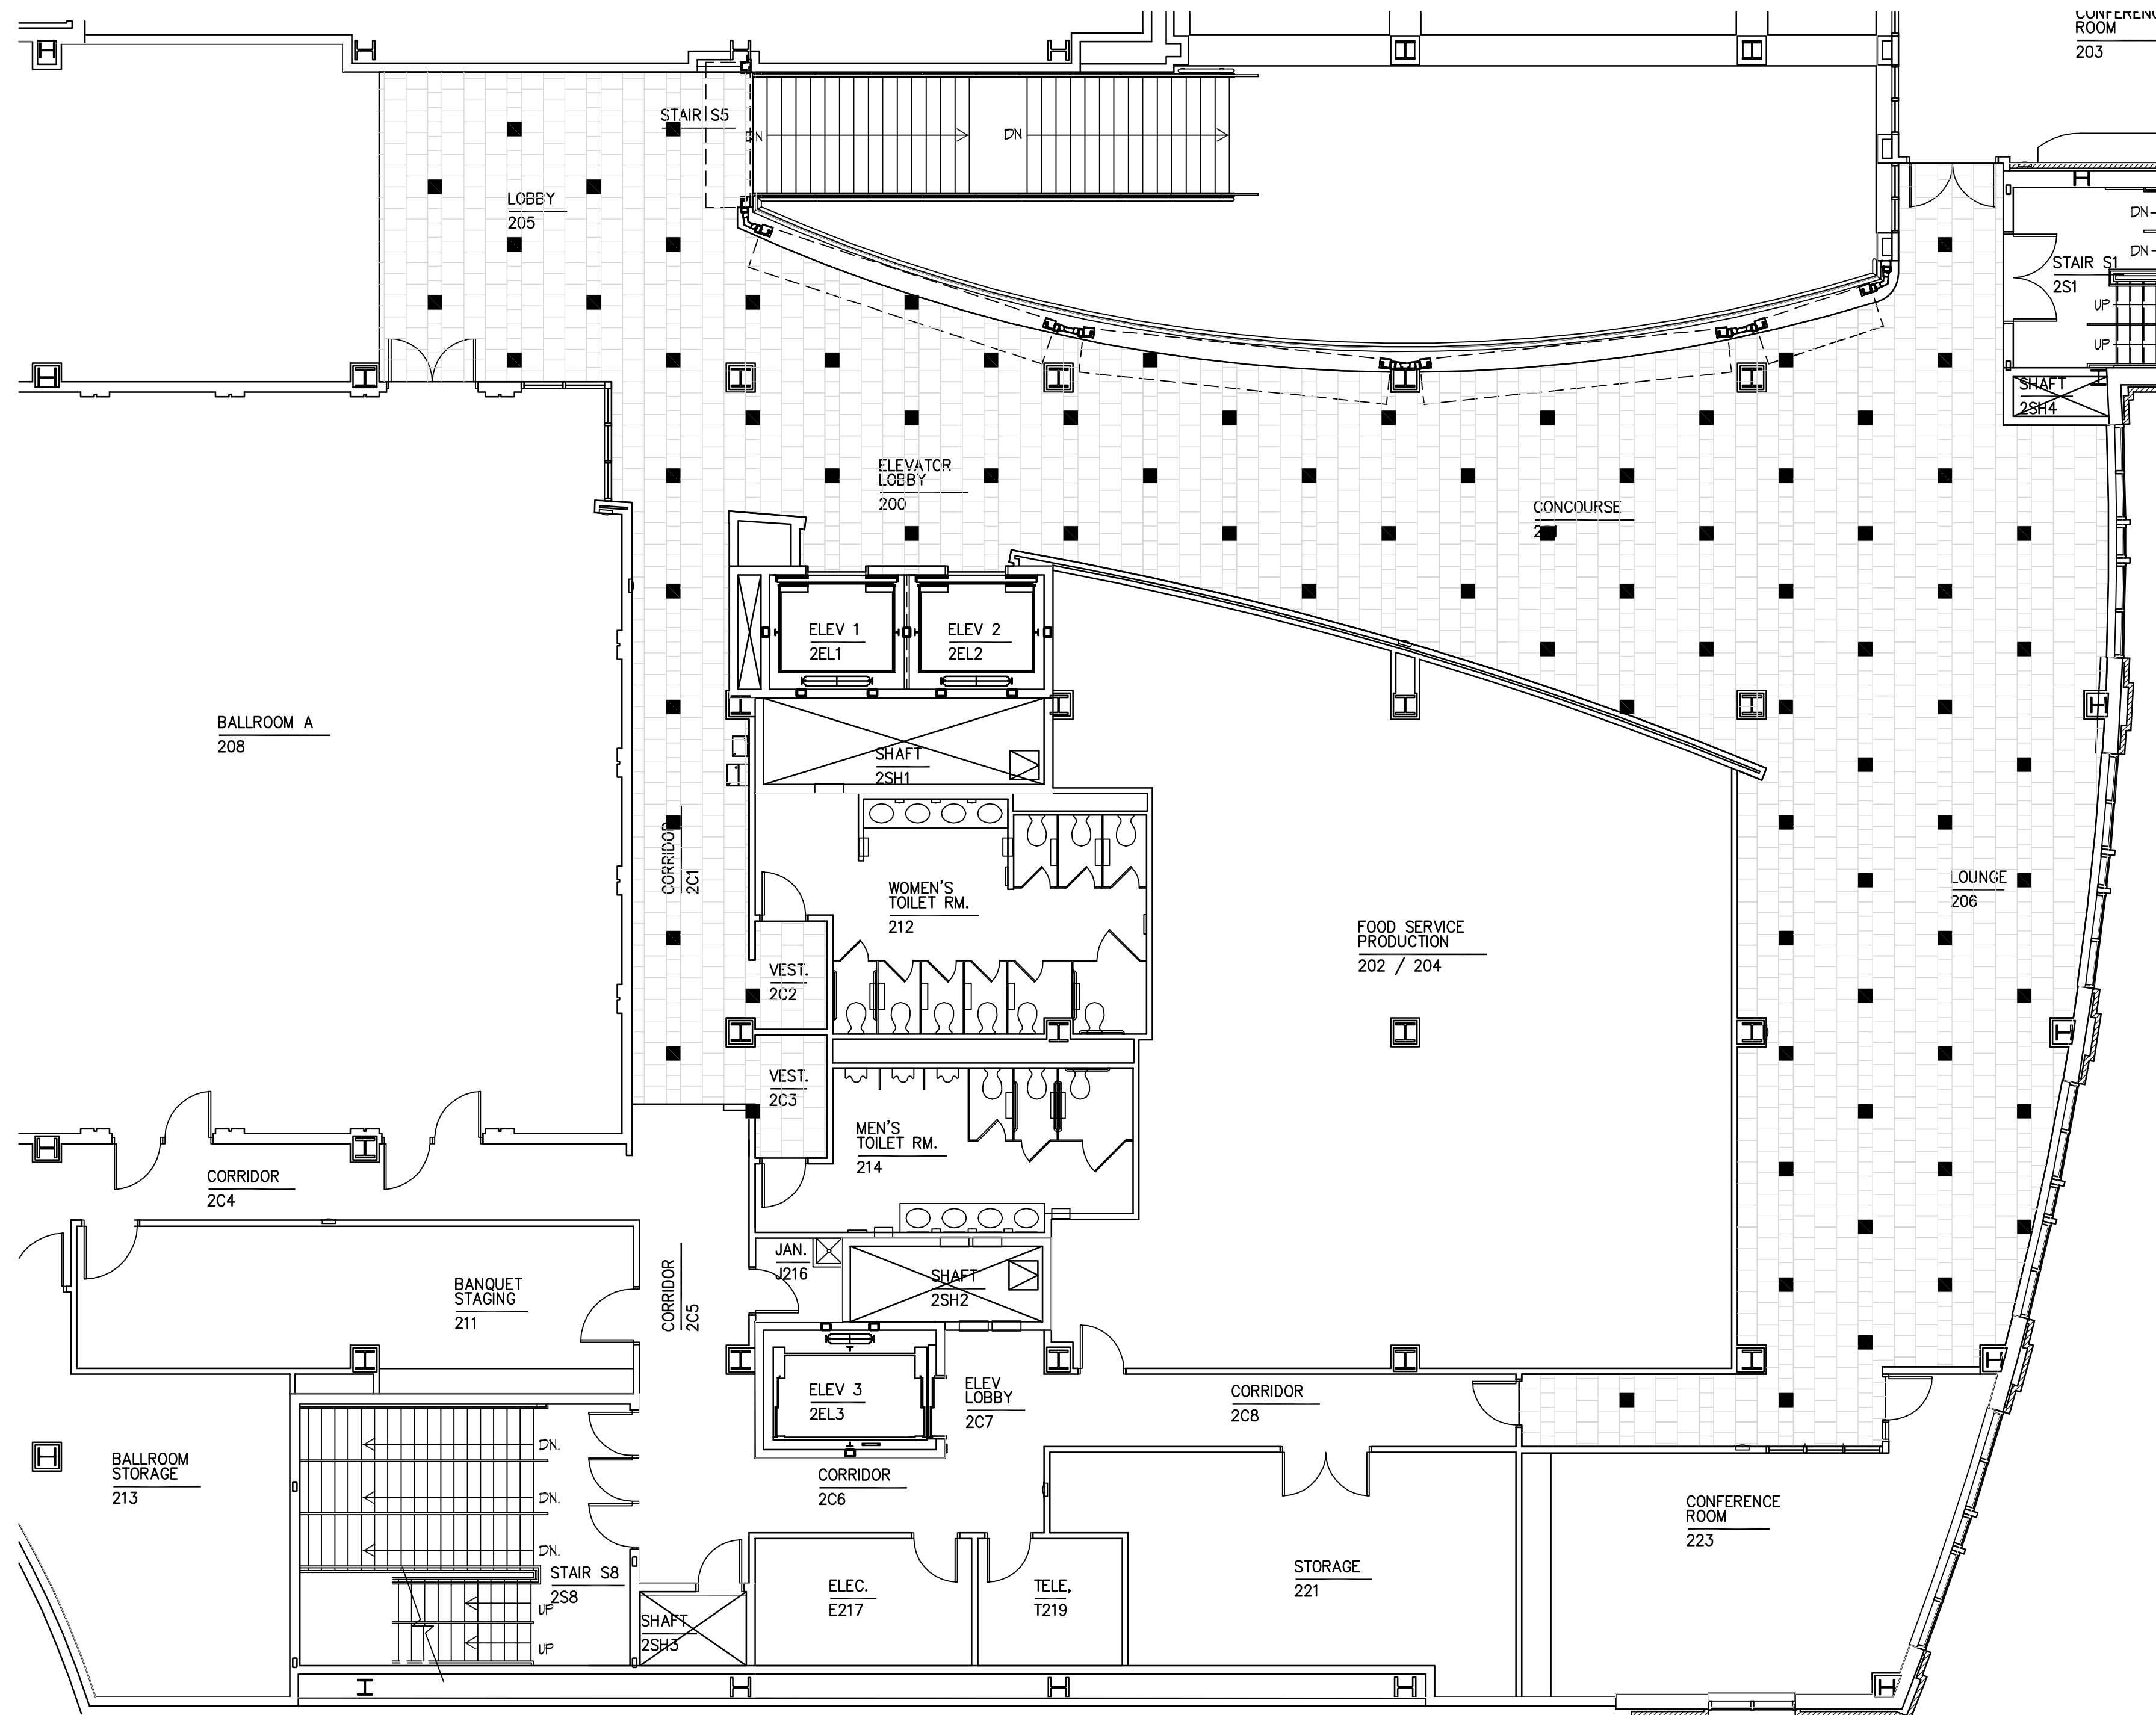 CONFERENC
ROOM
203
STAIR S5
DN
DN
LOBBY
205
DN
DN
STAIR S1
2S1
UP
UP
SHAFT
2SH4
ELEVATOR
LOBBY
200
CONCOURSE
ELEV 1
2EL1
ELEV 2
2EL2
BALLROOM A
208
SHAFT
2SH1
CORRIDOR
2C1
WOMEN'S
TOILET RM.
212
LOUNGE
206
FOOD SERVICE
PRODUCTION
202 / 204
VEST.
2C2
VEST.
2C3
MEN'S
TOILET RM.
214
CORRIDOR
2C4
JAN.
J216
SHAFT
2SH2
BANQUET
STAGING
211
CORRIDOR
2C5
ELEV 3
2EL3
ELEV
LOBBY
2C7
CORRIDOR
2C8
BALLROOM
STORAGE
213
DN.
DN.
DN.
CORRIDOR
2C6
CONFERENCE
ROOM
223
STAIR S8
2S8
UP
UP
SHAFT
2SH3
ELEC.
E217
TELE,
T219
STORAGE
221